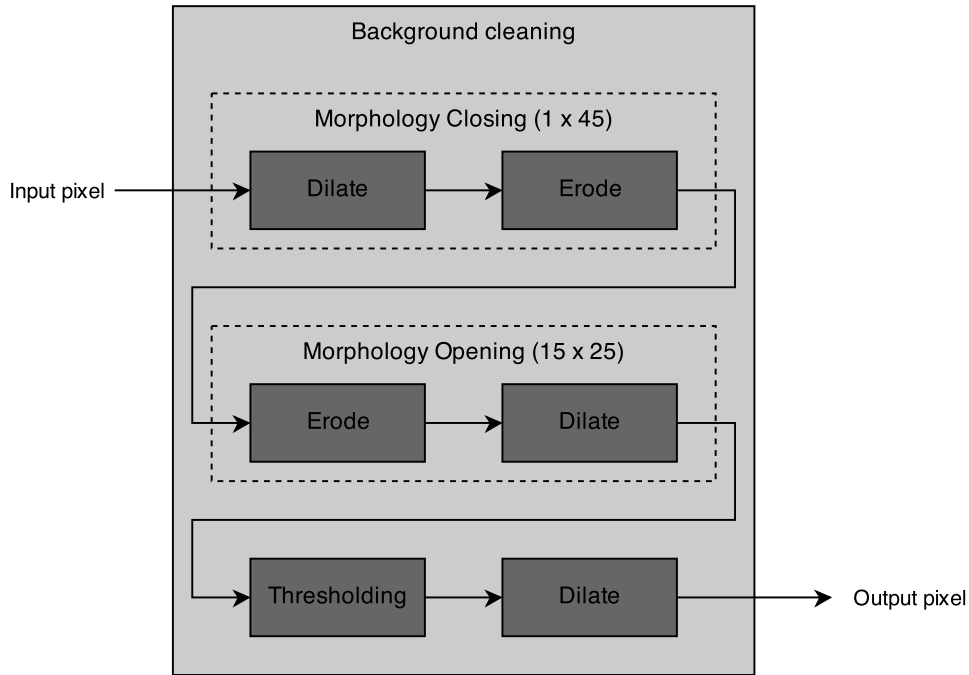 Background cleaning
Morphology Closing (1 x 45)
Input pixel
Dilate
Erode
Morphology Opening (15 x 25)
Erode
Dilate
Thresholding
Dilate
Output pixel